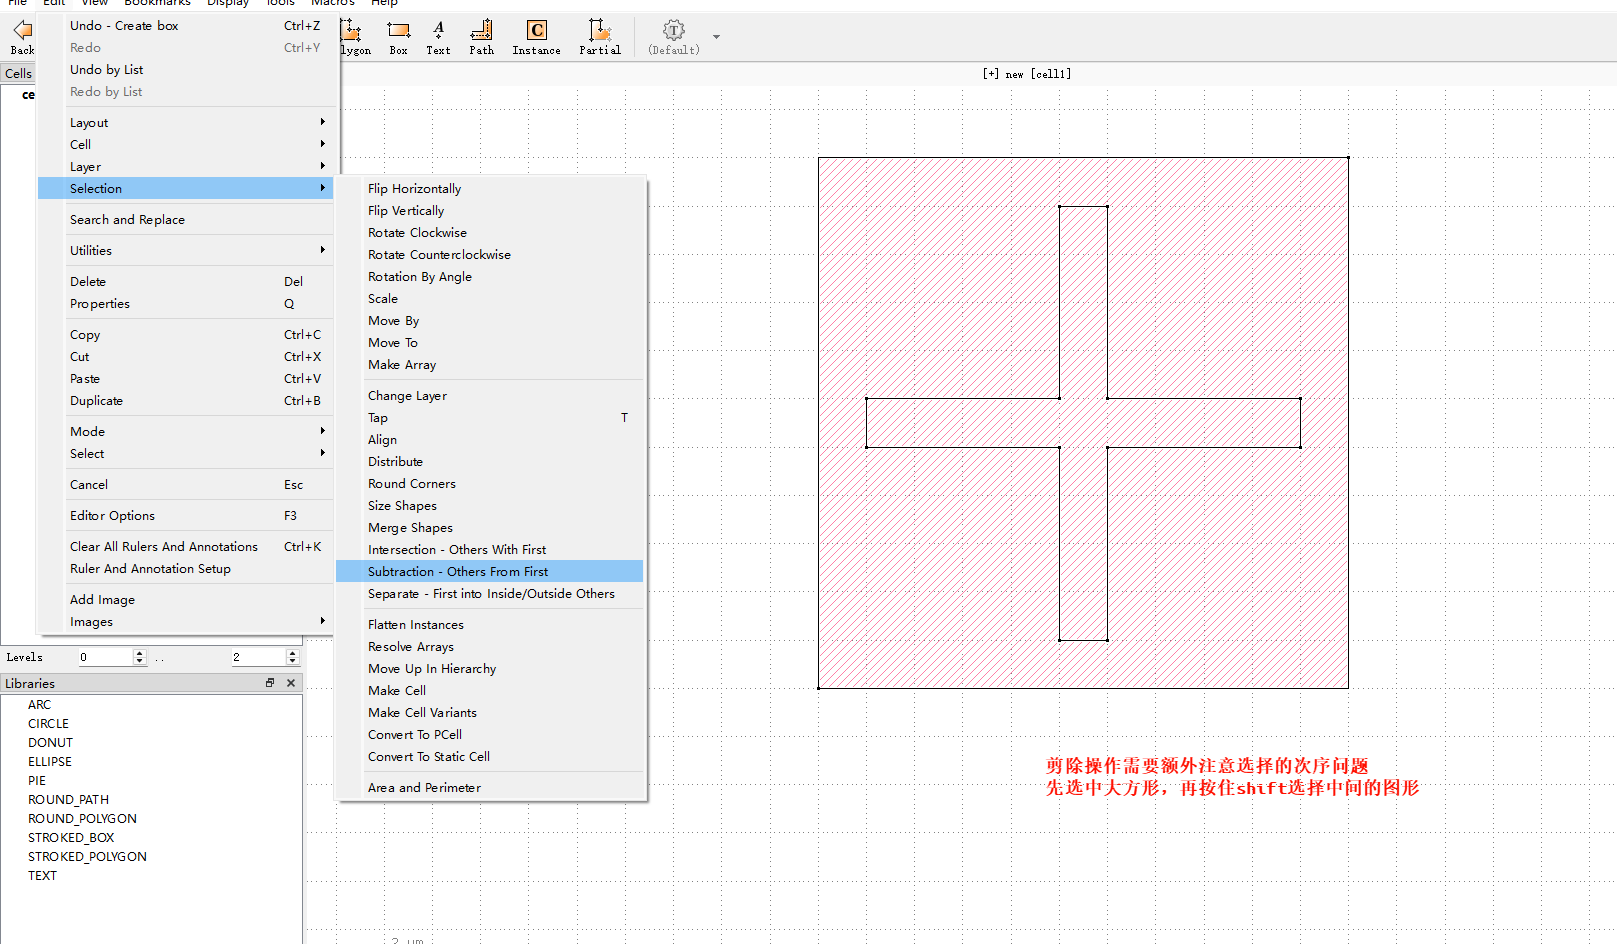 File Edit View Bookmarks Display Tools Macros Help
Back
lygon Box Text Path Instance Partial (Default)
Cells
[+] new [cell1]
ce
Undo - Create box Ctrl+Z
Redo Ctrl+Y
Undo by List
Redo by List
Layout
Cell
Layer
Selection
Search and Replace
Utilities
Delete Del
Properties Q
Copy Ctrl+C
Cut Ctrl+X
Paste Ctrl+V
Duplicate Ctrl+B
Mode
Select
Cancel Esc
Editor Options F3
Clear All Rulers And Annotations Ctrl+K
Ruler And Annotation Setup
Add Image
Images
Flip Horizontally
Flip Vertically
Rotate Clockwise
Rotate Counterclockwise
Rotation By Angle
Scale
Move By
Move To
Make Array
Change Layer
Tap T
Align
Distribute
Round Corners
Size Shapes
Merge Shapes
Intersection - Others With First
Subtraction - Others From First
Separate - First into Inside/Outside Others
Flatten Instances
Resolve Arrays
Move Up In Hierarchy
Make Cell
Make Cell Variants
Convert To PCell
Convert To Static Cell
Area and Perimeter
Levels 0 .. 2
Libraries
ARC
CIRCLE
DONUT
ELLIPSE
PIE
ROUND_PATH
ROUND_POLYGON
STROKED_BOX
STROKED_POLYGON
TEXT
剪除操作需要额外注意选择的次序问题
先选中大方形，再按住shift选择中间的图形
2 um